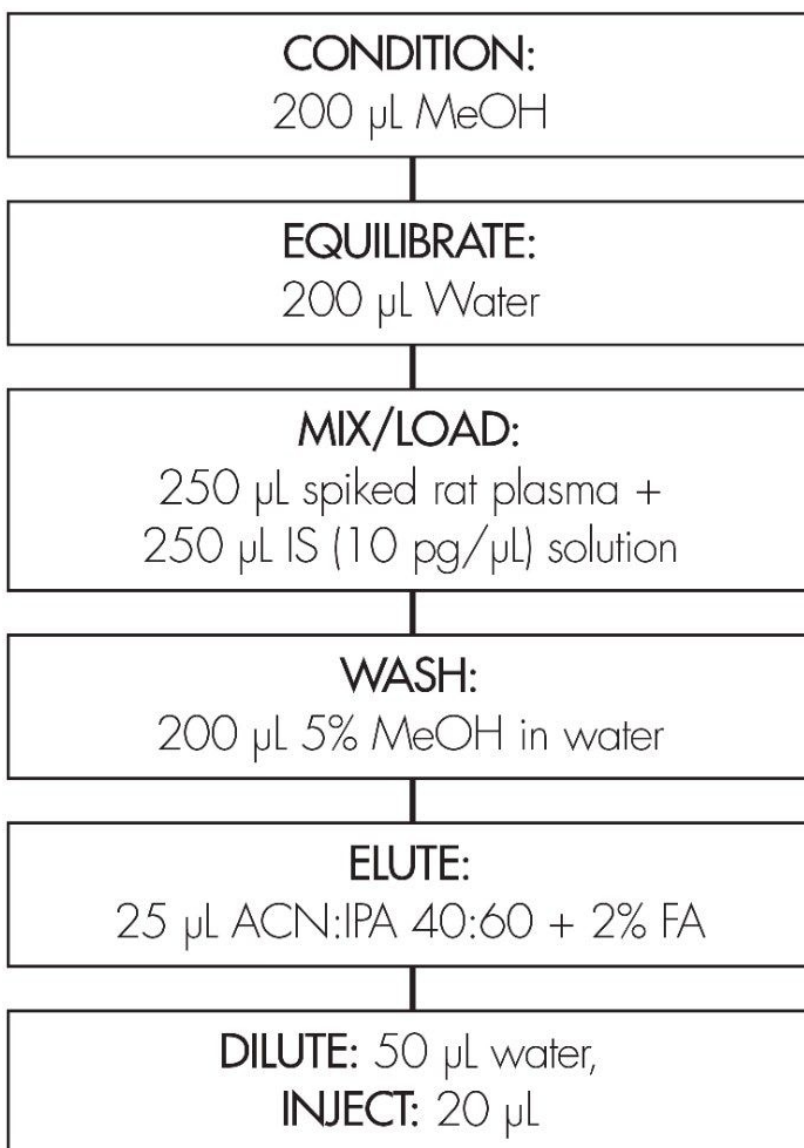 CONDITION:
200 µL MeOH
EQUILIBRATE:
200 µL Water
MIX/LOAD:
250 µL spiked rat plasma +
250 µL IS (10 pg/µL) solution
WASH:
200 µL 5% MeOH in water
ELUTE:
25 µL ACN:IPA 40:60 + 2% FA
DILUTE: 50 µL water,
INJECT: 20 µL